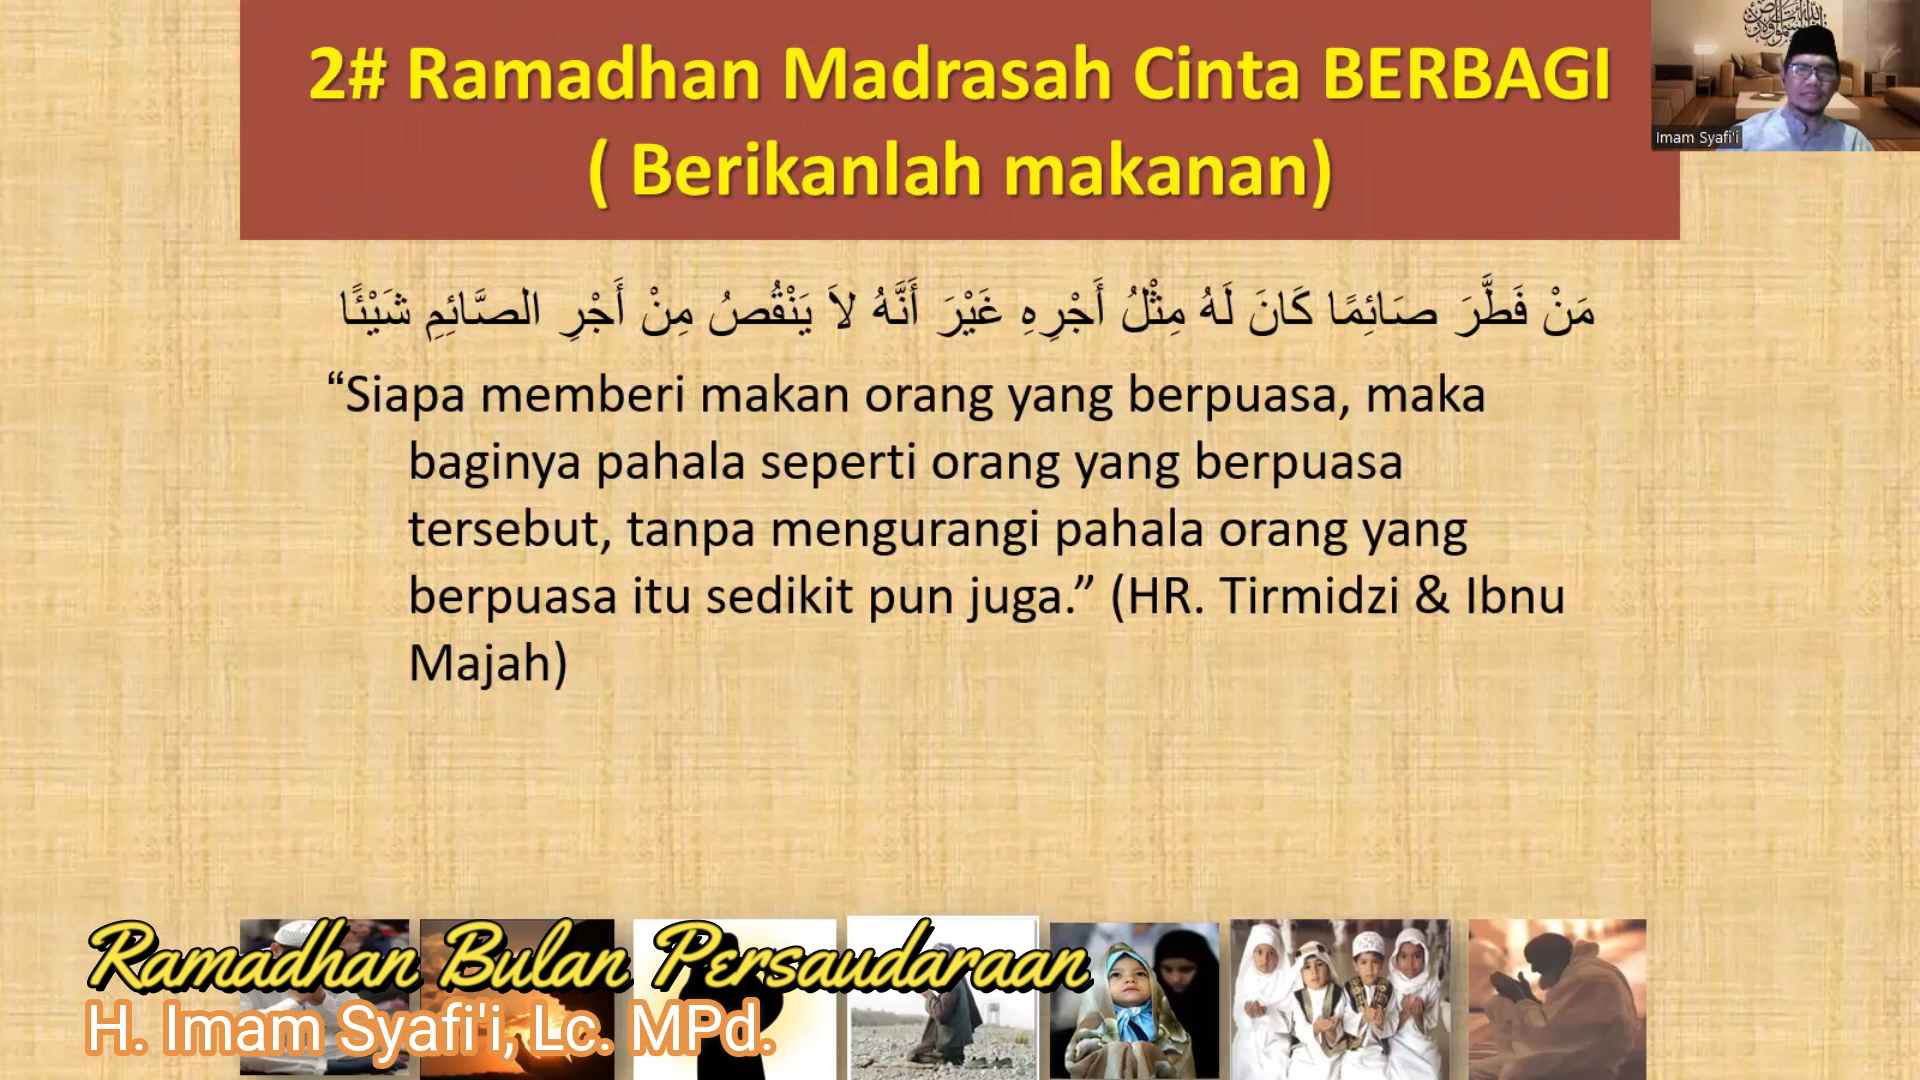 2# Ramadhan Madrasah Cinta BERBAGI
( Berikanlah makanan)
Imam Syafi'i
مَنْ فَطَّرَ صَائِمًا كَانَ لَهُ مِثْلُ أَجْرِهِ غَيْرَ أَنَّهُ لاَ يَنْقُصُ مِنْ أَجْرِ الصَّائِمِ شَيْئًا
“Siapa memberi makan orang yang berpuasa, maka
baginya pahala seperti orang yang berpuasa
tersebut, tanpa mengurangi pahala orang yang
berpuasa itu sedikit pun juga.” (HR. Tirmidzi & Ibnu
Majah)
Ramadhan Bulan Persaudaraan
H. Imam Syafi'i, Lc. MPd.